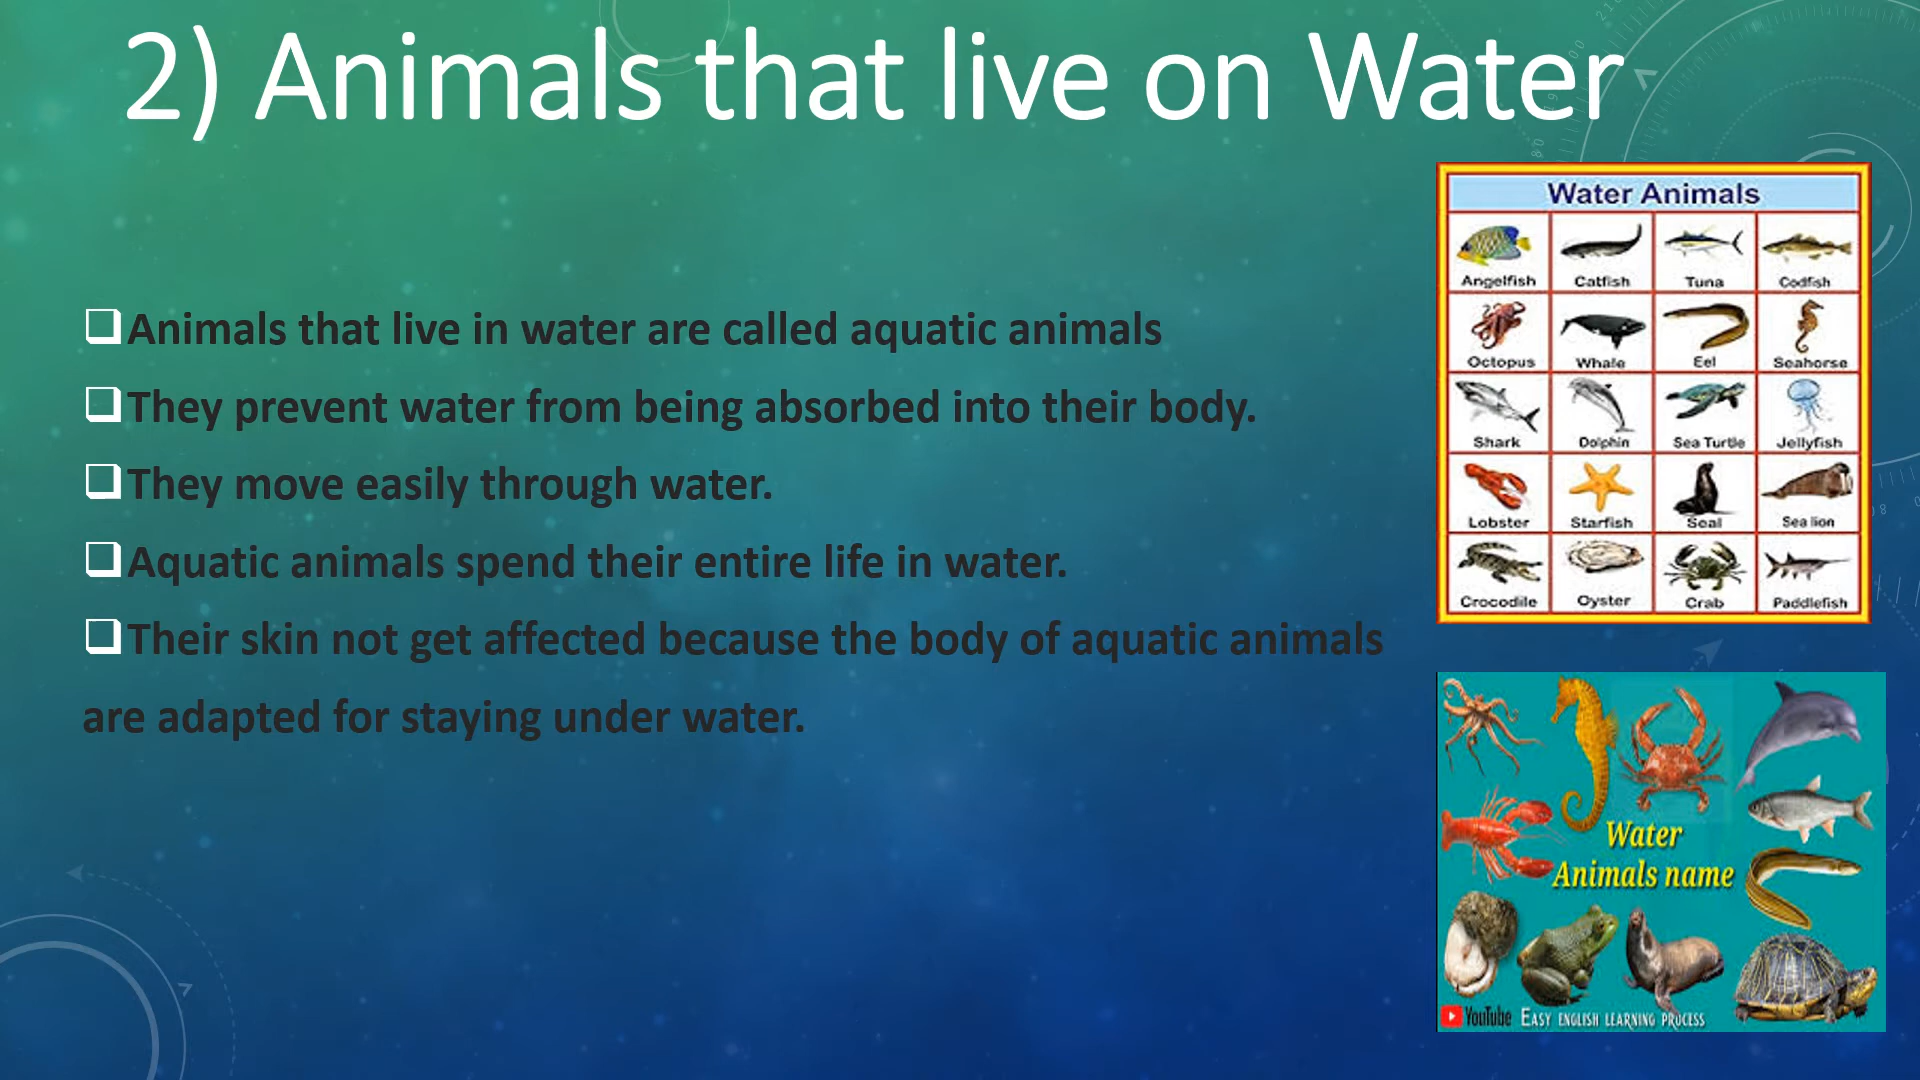 2) Animals that live on Water
Animals that live in water are called aquatic animals
They prevent water from being absorbed into their body.
They move easily through water.
Aquatic animals spend their entire life in water.
Their skin not get affected because the body of aquatic animals
are adapted for staying under water.
Water Animals
Angelfish Catfish Tuna Codfish
Octopus Whale Eel Seahorse
Shark Dolphin Sea Turtle Jellyfish
Lobster Starfish Seal Sea lion
Crocodile Oyster Crab Paddlefish
Water
Animals name
YouTube EASY ENGLISH LEARNING PROCESS